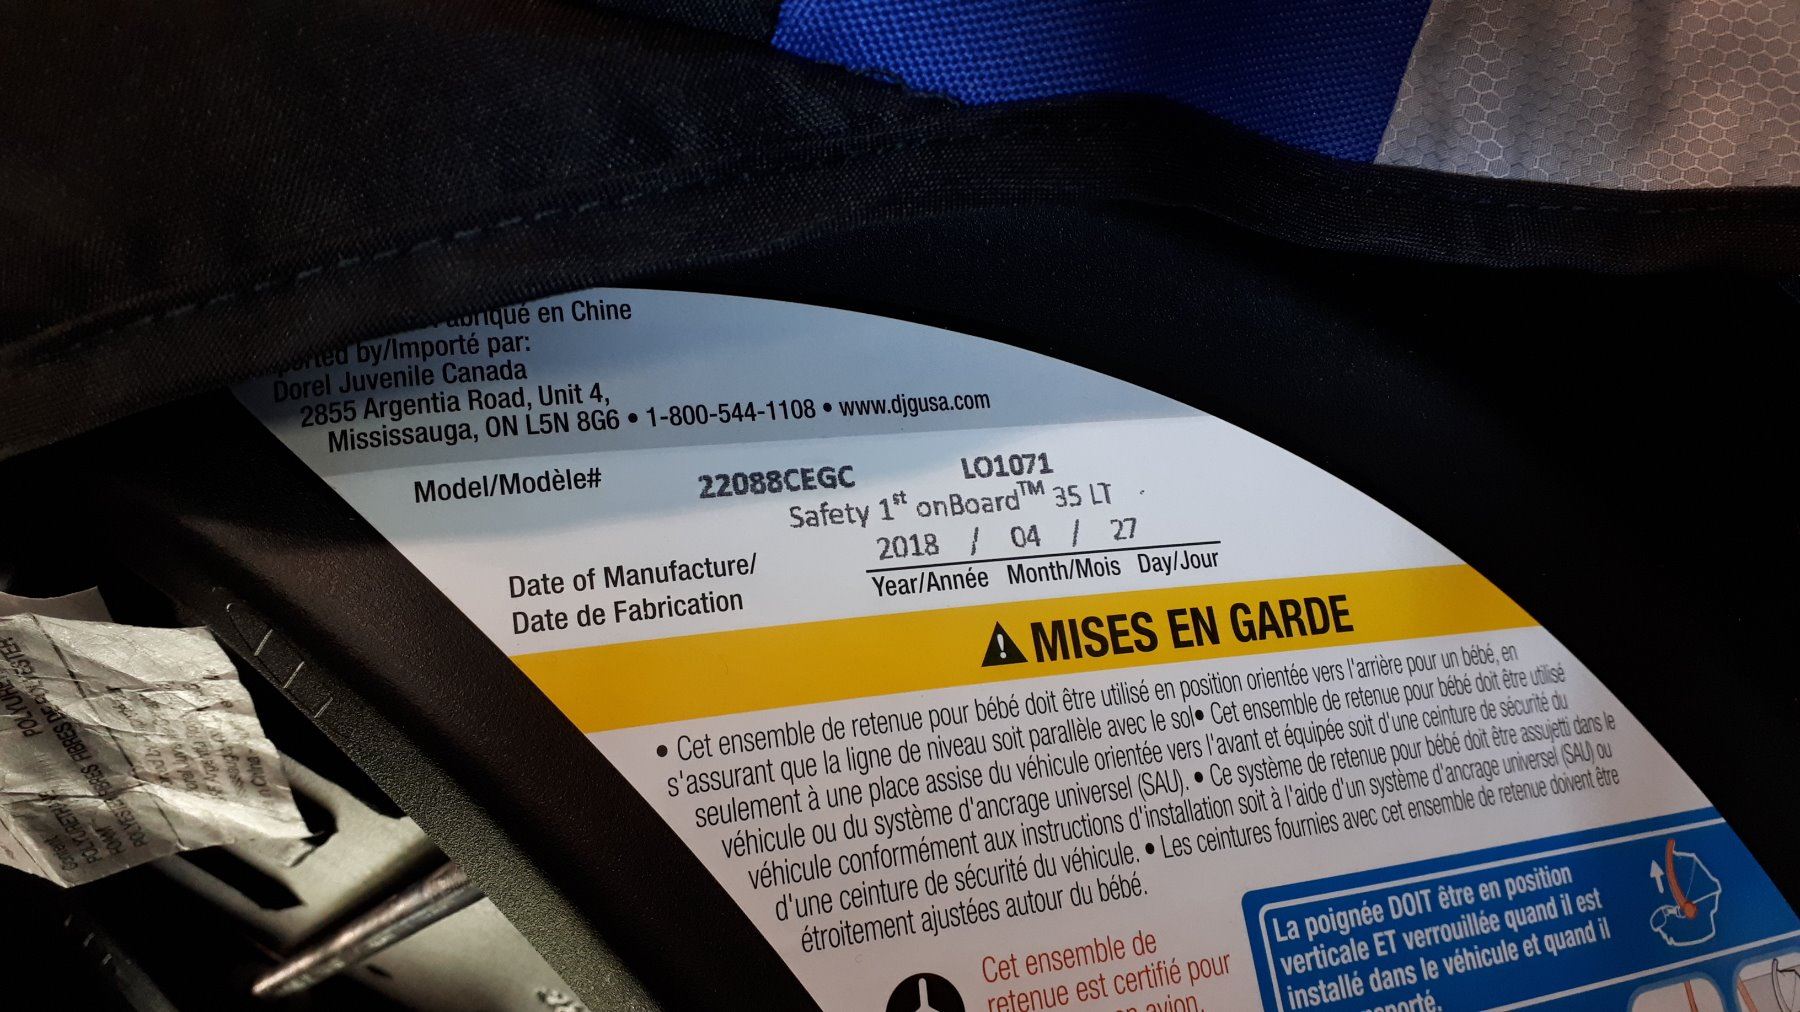 abriqué en Chine
ported by/Importé par:
Dorel Juvenile Canada
2855 Argentia Road, Unit 4,
Mississauga, ON L5N 8G6 • 1-800-544-1108 • www.djgusa.com
Model/Modèle# 22088CEGC LO1071
Safety 1st onBoard™ 35 LT
Date of Manufacture/ 2018 / 04 / 27
Date de Fabrication Year/Année Month/Mois Day/Jour
⚠ MISES EN GARDE
• Cet ensemble de retenue pour bébé doit être utilisé en position orientée vers l'arrière pour un bébé, en
s'assurant que la ligne de niveau soit parallèle avec le sol• Cet ensemble de retenue pour bébé doit être utilisé
seulement à une place assise du véhicule orientée vers l'avant et équipée soit d'une ceinture de sécurité du
véhicule ou du système d'ancrage universel (SAU). • Ce système de retenue pour bébé doit être assujetti dans le
véhicule conformément aux instructions d'installation soit à l'aide d'un système d'ancrage universel (SAU) ou
d'une ceinture de sécurité du véhicule. • Les ceintures fournies avec cet ensemble de retenue doivent être
étroitement ajustées autour du bébé.
La poignée DOIT être en position
verticale ET verrouillée quand il est
installé dans le véhicule et quand il
porté.
Cet ensemble de
retenue est certifié pour
avion.